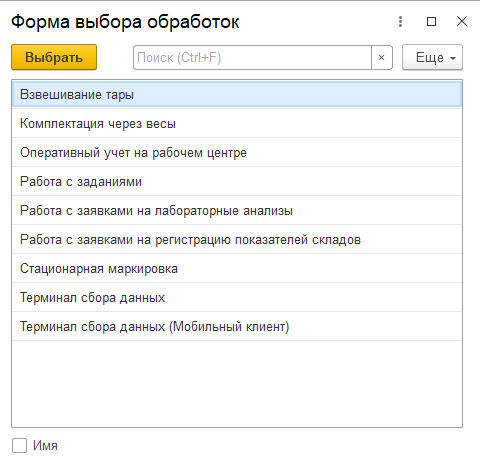 Форма выбора обработок
Выбрать
Поиск (Ctrl+F)
×
Еще
Взвешивание тары
Комплектация через весы
Оперативный учет на рабочем центре
Работа с заданиями
Работа с заявками на лабораторные анализы
Работа с заявками на регистрацию показателей складов
Стационарная маркировка
Терминал сбора данных
Терминал сбора данных (Мобильный клиент)
Имя